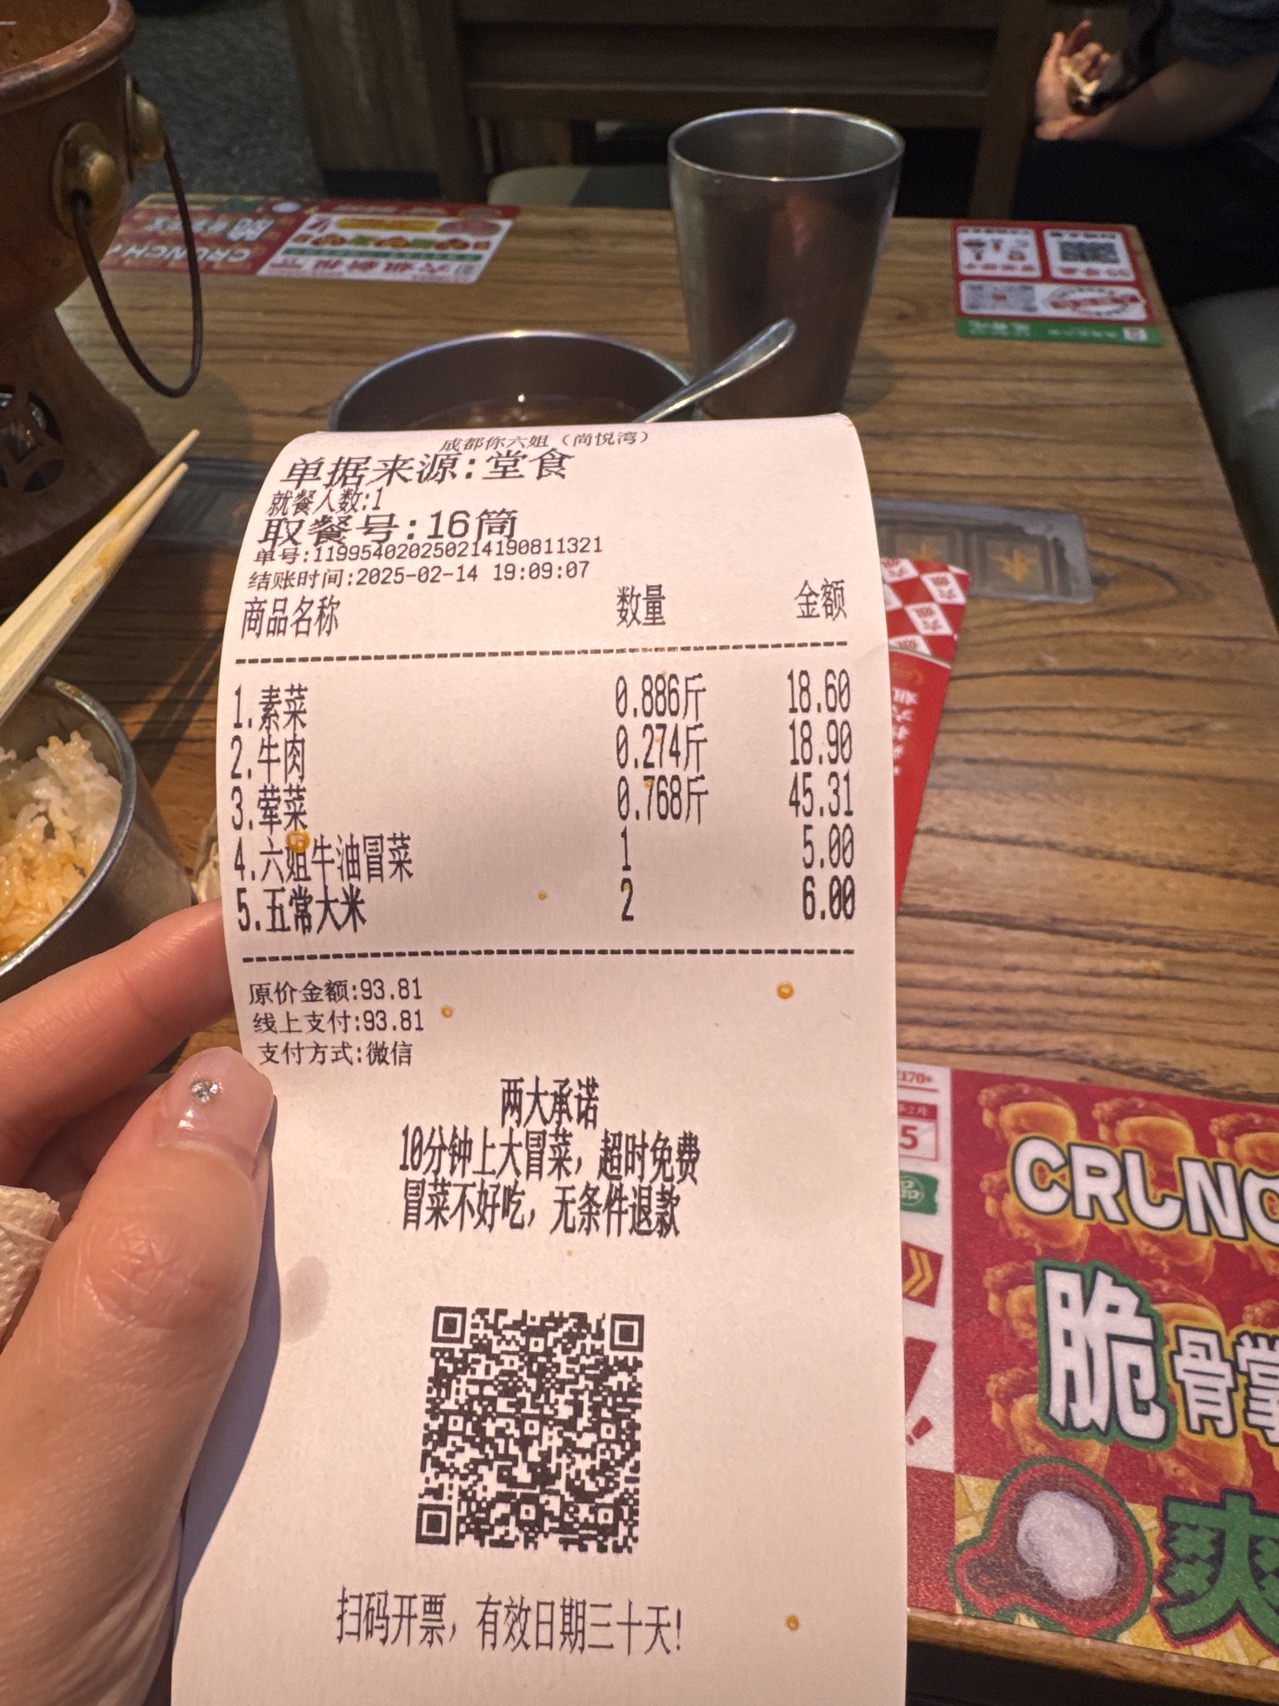 成都你六姐（尚悦湾）
单据来源:堂食
就餐人数:1
取餐号:16筒
单号:119954020250214190811321
结账时间:2025-02-14 19:09:07
商品名称 数量 金额
1.素菜 0.886斤 18.60
2.牛肉 0.274斤 18.90
3.荤菜 0.768斤 45.31
4.六姐牛油冒菜 1 5.00
5.五常大米 2 6.00
原价金额:93.81
线上支付:93.81
支付方式:微信
两大承诺
10分钟上大冒菜，超时免费
冒菜不好吃，无条件退款
扫码开票，有效日期三十天!
CRUNCH
170+
5
品
CRUNC
脆骨掌
爽